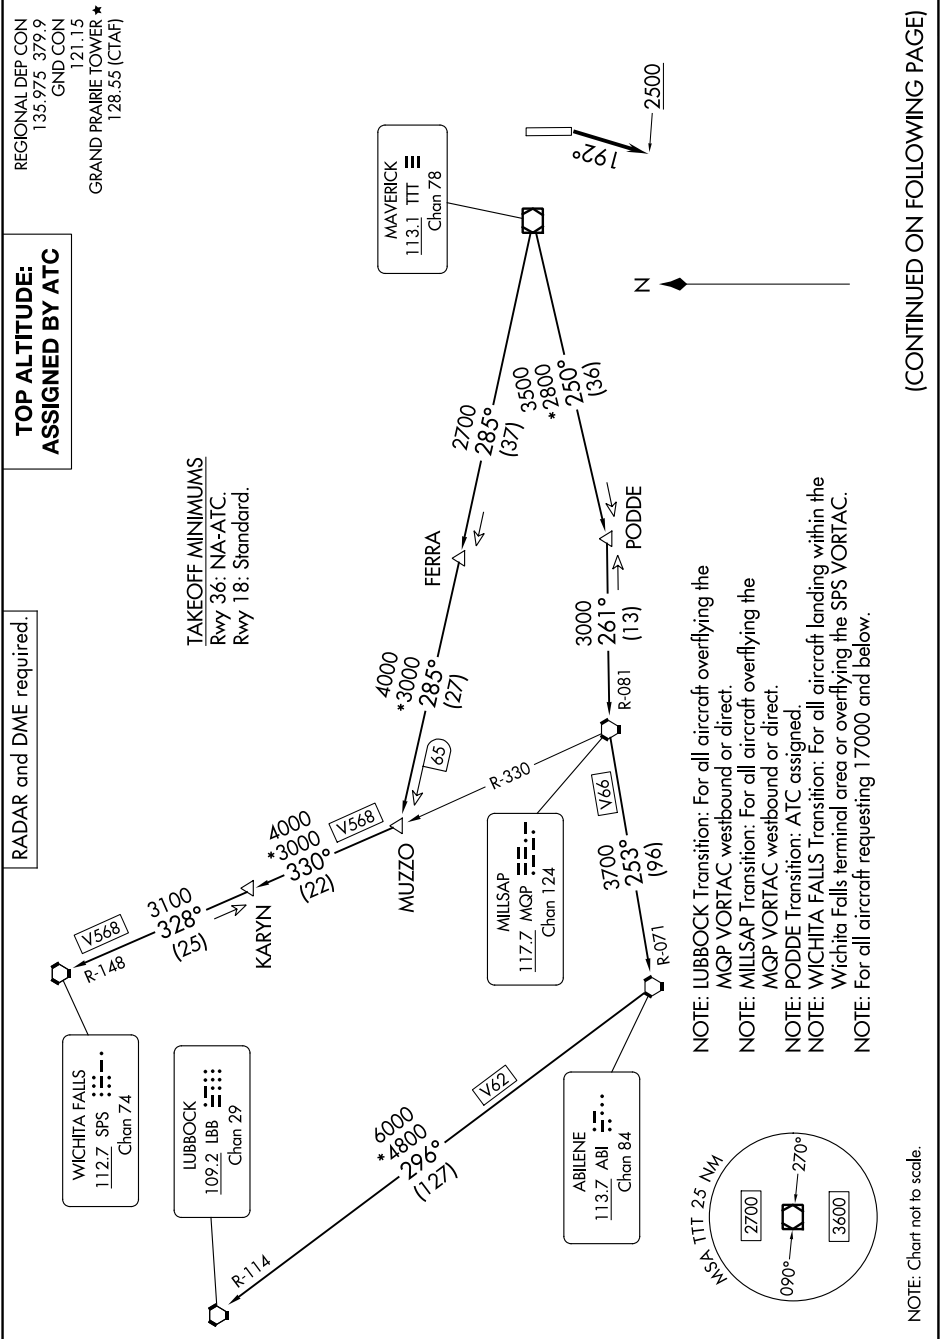 RADAR and DME required.
TOP ALTITUDE:
ASSIGNED BY ATC
REGIONAL DEP CON
135.975 379.9
GND CON
121.15
GRAND PRAIRIE TOWER ★
128.55 (CTAF)
TAKEOFF MINIMUMS
Rwy 36: NA-ATC.
Rwy 18: Standard.
WICHITA FALLS
112.7 SPS
Chan 74
LUBBOCK
109.2 LBB
Chan 29
V568
R-148
3100
328°
(25)
KARYN
4000
*3000
330°
(22)
V568
MUZZO
65
4000
*3000
285°
(27)
FERRA
2700
285°
(37)
MAVERICK
113.1 TTT
Chan 78
192°
2500
N
3500
*2800
250°
(36)
PODDE
3000
261°
(13)
R-081
R-330
MILLSAP
117.7 MQP
Chan 124
V66
3700
253°
(96)
R-071
ABILENE
113.7 ABI
Chan 84
V62
6000
*4800
296°
(127)
R-114
MSA TTT 25 NM
2700
090°
270°
3600
NOTE: LUBBOCK Transition: For all aircraft overflying the
MQP VORTAC westbound or direct.
NOTE: MILLSAP Transition: For all aircraft overflying the
MQP VORTAC westbound or direct.
NOTE: PODDE Transition: ATC assigned.
NOTE: WICHITA FALLS Transition: For all aircraft landing within the
Wichita Falls terminal area or overflying the SPS VORTAC.
NOTE: For all aircraft requesting 17000 and below.
NOTE: Chart not to scale.
(CONTINUED ON FOLLOWING PAGE)